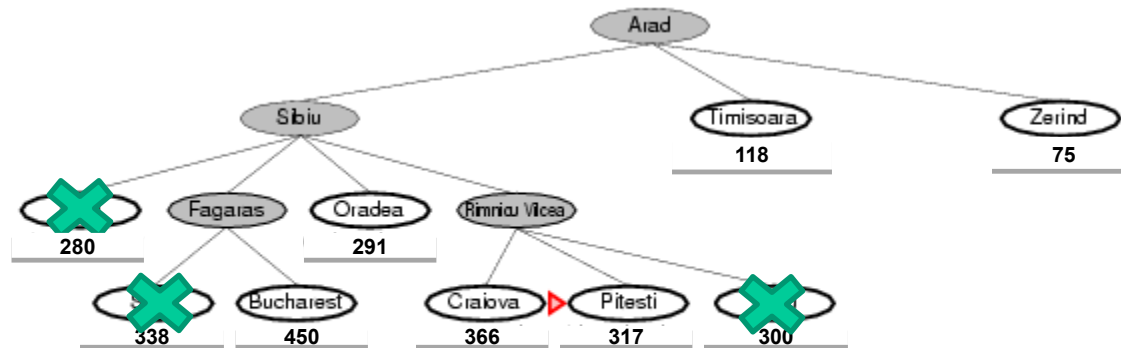 Arad
Sibiu
Timisoara
Zerind
118
75
Fagaras
Oradea
Rimnicu Vilcea
280
291
Bucharest
Craiova
Pitesti
338
450
366
317
300